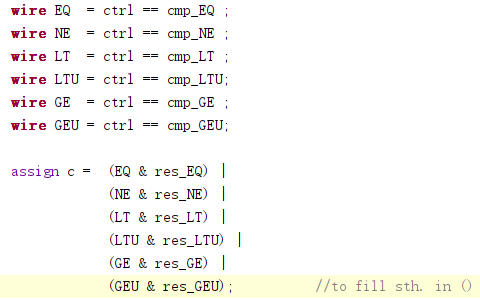 wire EQ  = ctrl == cmp_EQ ;
wire NE  = ctrl == cmp_NE ;
wire LT  = ctrl == cmp_LT ;
wire LTU = ctrl == cmp_LTU;
wire GE  = ctrl == cmp_GE ;
wire GEU = ctrl == cmp_GEU;

assign c =  (EQ & res_EQ) |
            (NE & res_NE) |
            (LT & res_LT) |
            (LTU & res_LTU) |
            (GE & res_GE) |
            (GEU & res_GEU);          //to fill sth. in ()